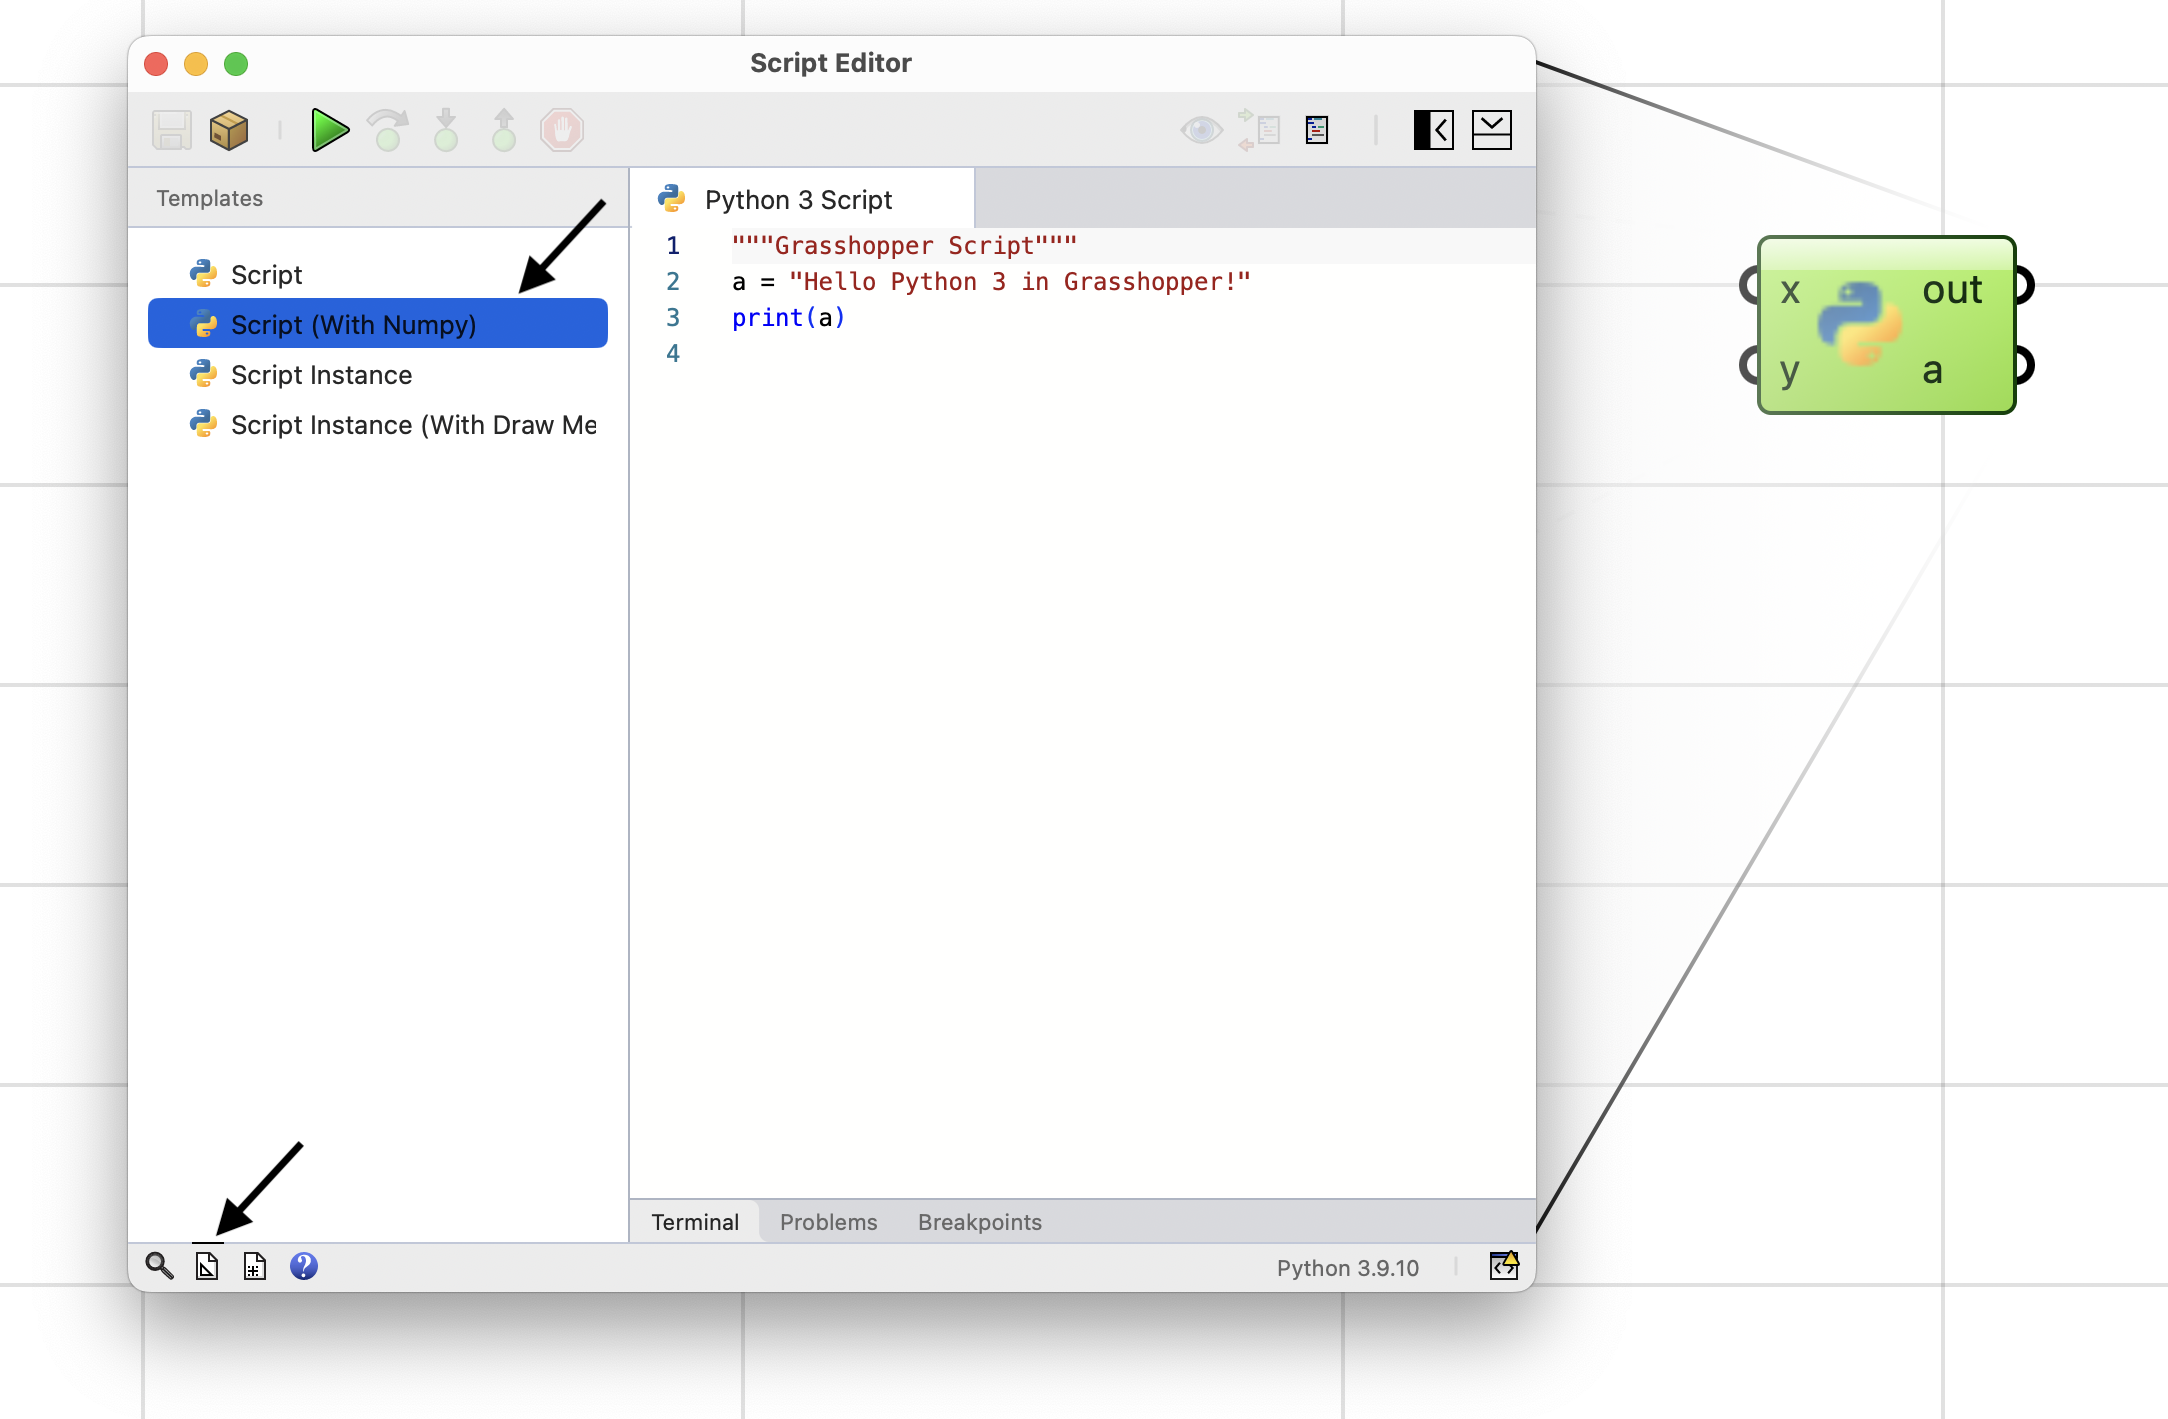 Script Editor
Templates
Script
Script (With Numpy)
Script Instance
Script Instance (With Draw Me
Python 3 Script
1 """Grasshopper Script"""
2 a = "Hello Python 3 in Grasshopper!"
3 print(a)
4
Terminal Problems Breakpoints
Python 3.9.10
x out
y a